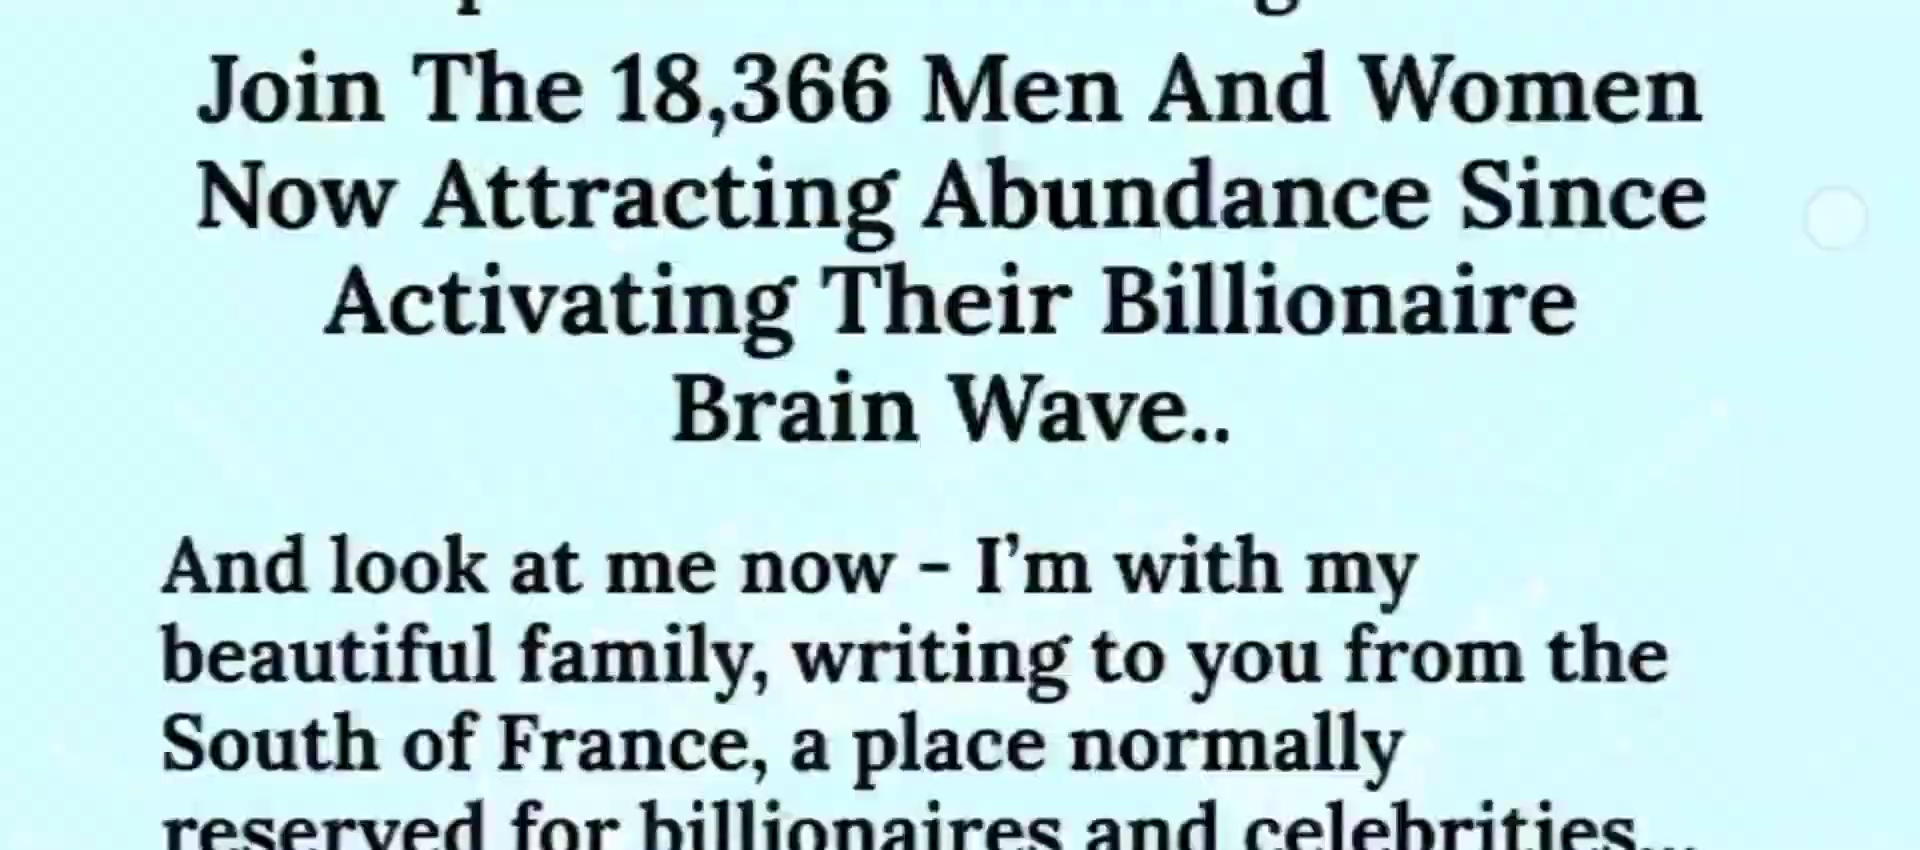 Join The 18,366 Men And Women
Now Attracting Abundance Since
Activating Their Billionaire
Brain Wave..
And look at me now – I’m with my
beautiful family, writing to you from the
South of France, a place normally
reserved for billionaires and celebrities...